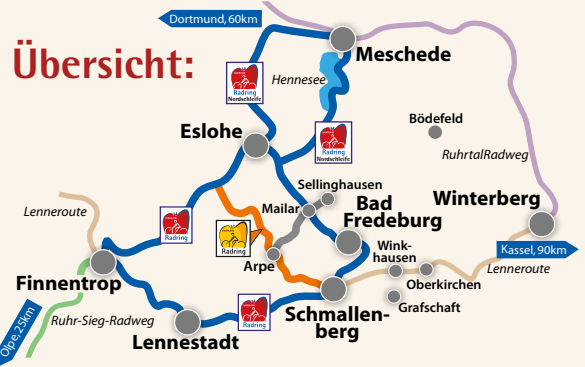 Dortmund, 60km
Übersicht:
Meschede
Hennesee
Radring
Nordschleife
Bödefeld
Eslohe
Radring
Nordschleife
RuhrtalRadweg
Sellinghausen
Winterberg
Lenneroute
Mailar
Bad
Fredeburg
Radring
Radring
Wink-
hausen
Kassel, 90km
Arpe
Lenneroute
Finnentrop
Oberkirchen
Grafschaft
Schmallen-
berg
Olpe, 25km
Ruhr-Sieg-Radweg
Radring
Lennestadt